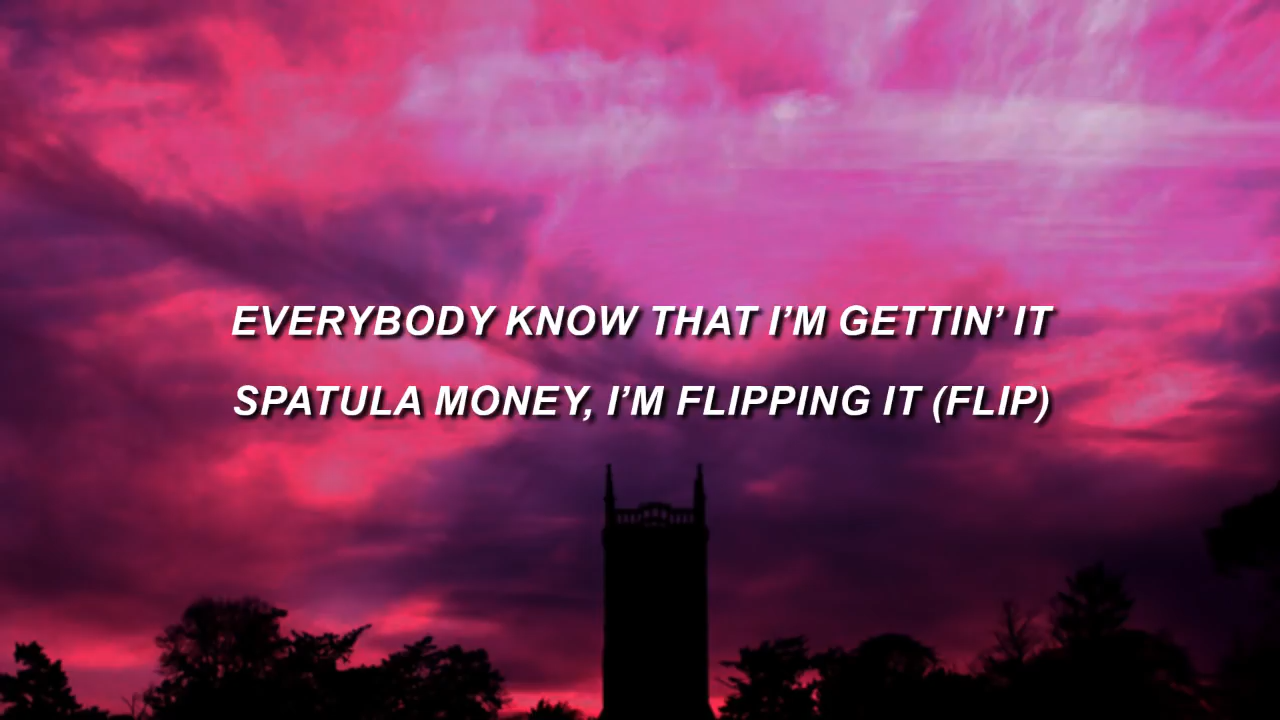 EVERYBODY KNOW THAT I’M GETTIN’ IT
SPATULA MONEY, I’M FLIPPING IT (FLIP)